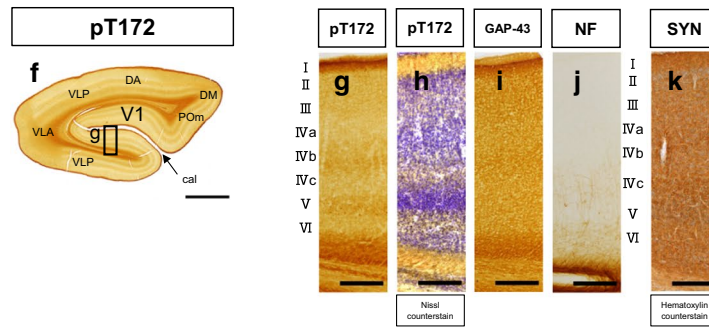 pT172
f
DA
VLP
DM
V1
POm
VLA
g
VLP
cal
pT172
pT172
GAP-43
NF
SYN
I
II
III
IVa
IVb
IVc
V
VI
g
h
i
j
I
II
III
IVa
IVb
IVc
V
VI
k
Nissl
counterstain
Hematoxylin
counterstain